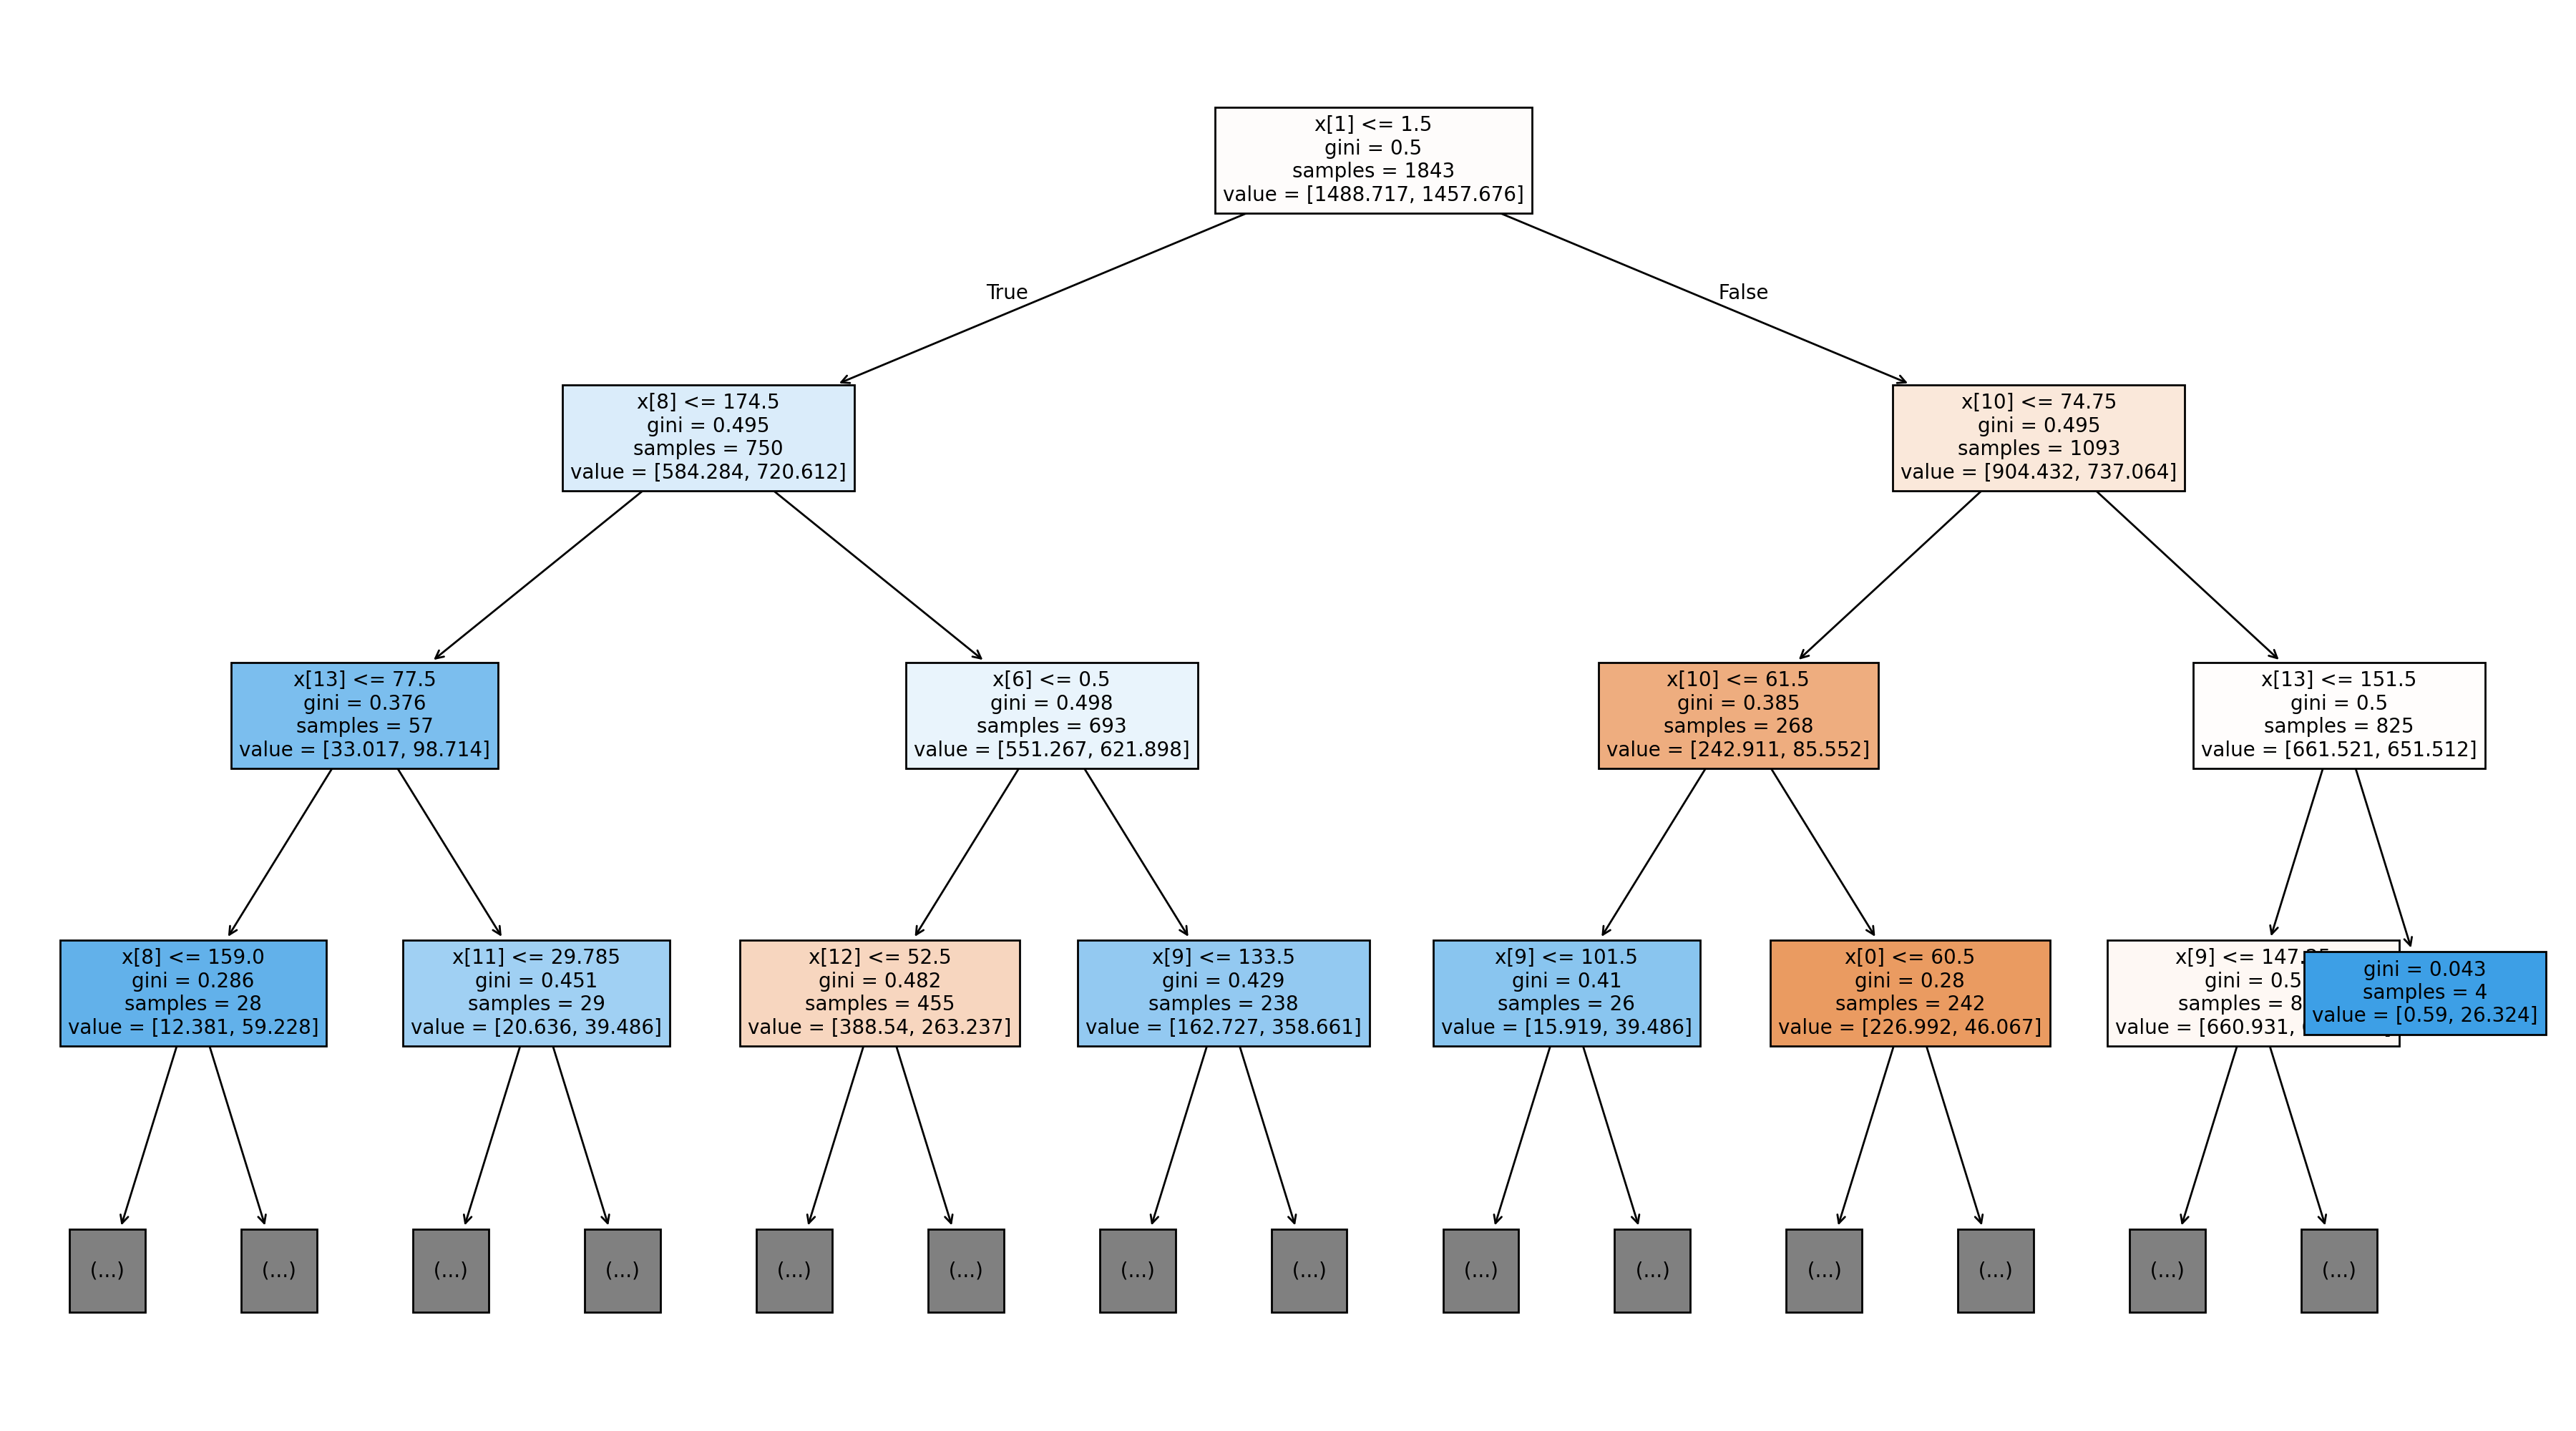 x[1] <= 1.5
gini = 0.5
samples = 1843
value = [1488.717, 1457.676]
True
False
x[8] <= 174.5
gini = 0.495
samples = 750
value = [584.284, 720.612]
x[10] <= 74.75
gini = 0.495
samples = 1093
value = [904.432, 737.064]
x[13] <= 77.5
gini = 0.376
samples = 57
value = [33.017, 98.714]
x[6] <= 0.5
gini = 0.498
samples = 693
value = [551.267, 621.898]
x[10] <= 61.5
gini = 0.385
samples = 268
value = [242.911, 85.552]
x[13] <= 151.5
gini = 0.5
samples = 825
value = [661.521, 651.512]
x[8] <= 159.0
gini = 0.286
samples = 28
value = [12.381, 59.228]
x[11] <= 29.785
gini = 0.451
samples = 29
value = [20.636, 39.486]
x[12] <= 52.5
gini = 0.482
samples = 455
value = [388.54, 263.237]
x[9] <= 133.5
gini = 0.429
samples = 238
value = [162.727, 358.661]
x[9] <= 101.5
gini = 0.41
samples = 26
value = [15.919, 39.486]
x[0] <= 60.5
gini = 0.28
samples = 242
value = [226.992, 46.067]
x[9] <=
gini = 0.5
samples =
value = [660.931,
gini = 0.043
samples = 4
value = [0.59, 26.324]
(...)
(...)
(...)
(...)
(...)
(...)
(...)
(...)
(...)
(...)
(...)
(...)
(...)
(...)